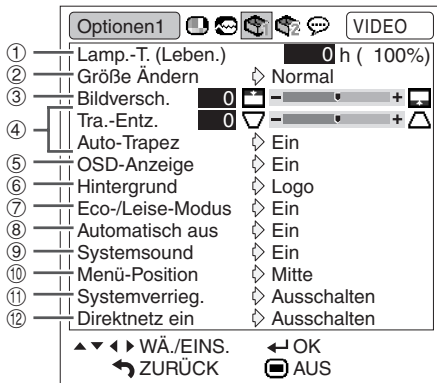 Optionen1 VIDEO
① Lamp.-T. (Leben.) 0 h ( 100%)
② Größe Ändern Normal
③ Bildversch. 0 − +
④ Tra.-Entz. 0 − +
Auto-Trapez Ein
⑤ OSD-Anzeige Ein
⑥ Hintergrund Logo
⑦ Eco-/Leise-Modus Ein
⑧ Automatisch aus Ein
⑨ Systemsound Ein
⑩ Menü-Position Mitte
⑪ Systemverrieg. Ausschalten
⑫ Direktnetz ein Ausschalten
WÄ./EINS. OK
ZURÜCK AUS